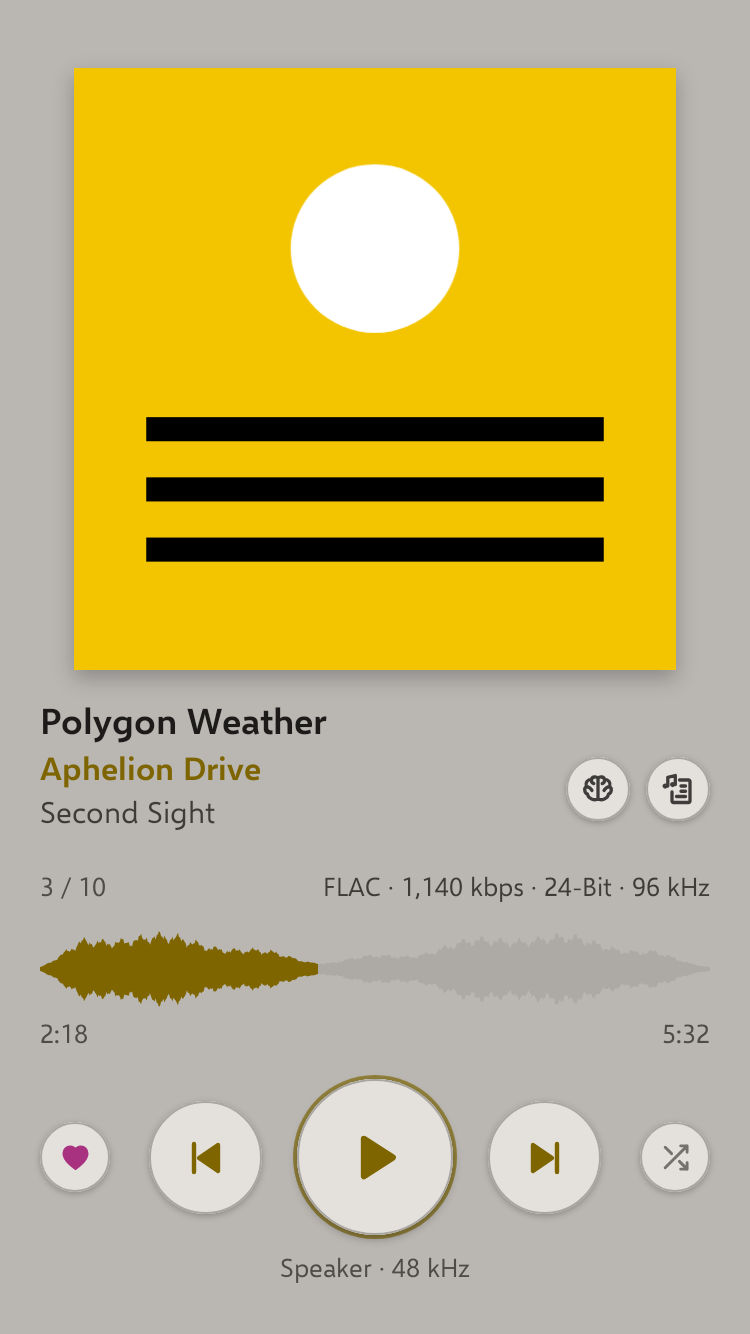 Polygon Weather
Aphelion Drive
Second Sight
3 / 10
FLAC · 1,140 kbps · 24-Bit · 96 kHz
2:18
5:32
Speaker · 48 kHz